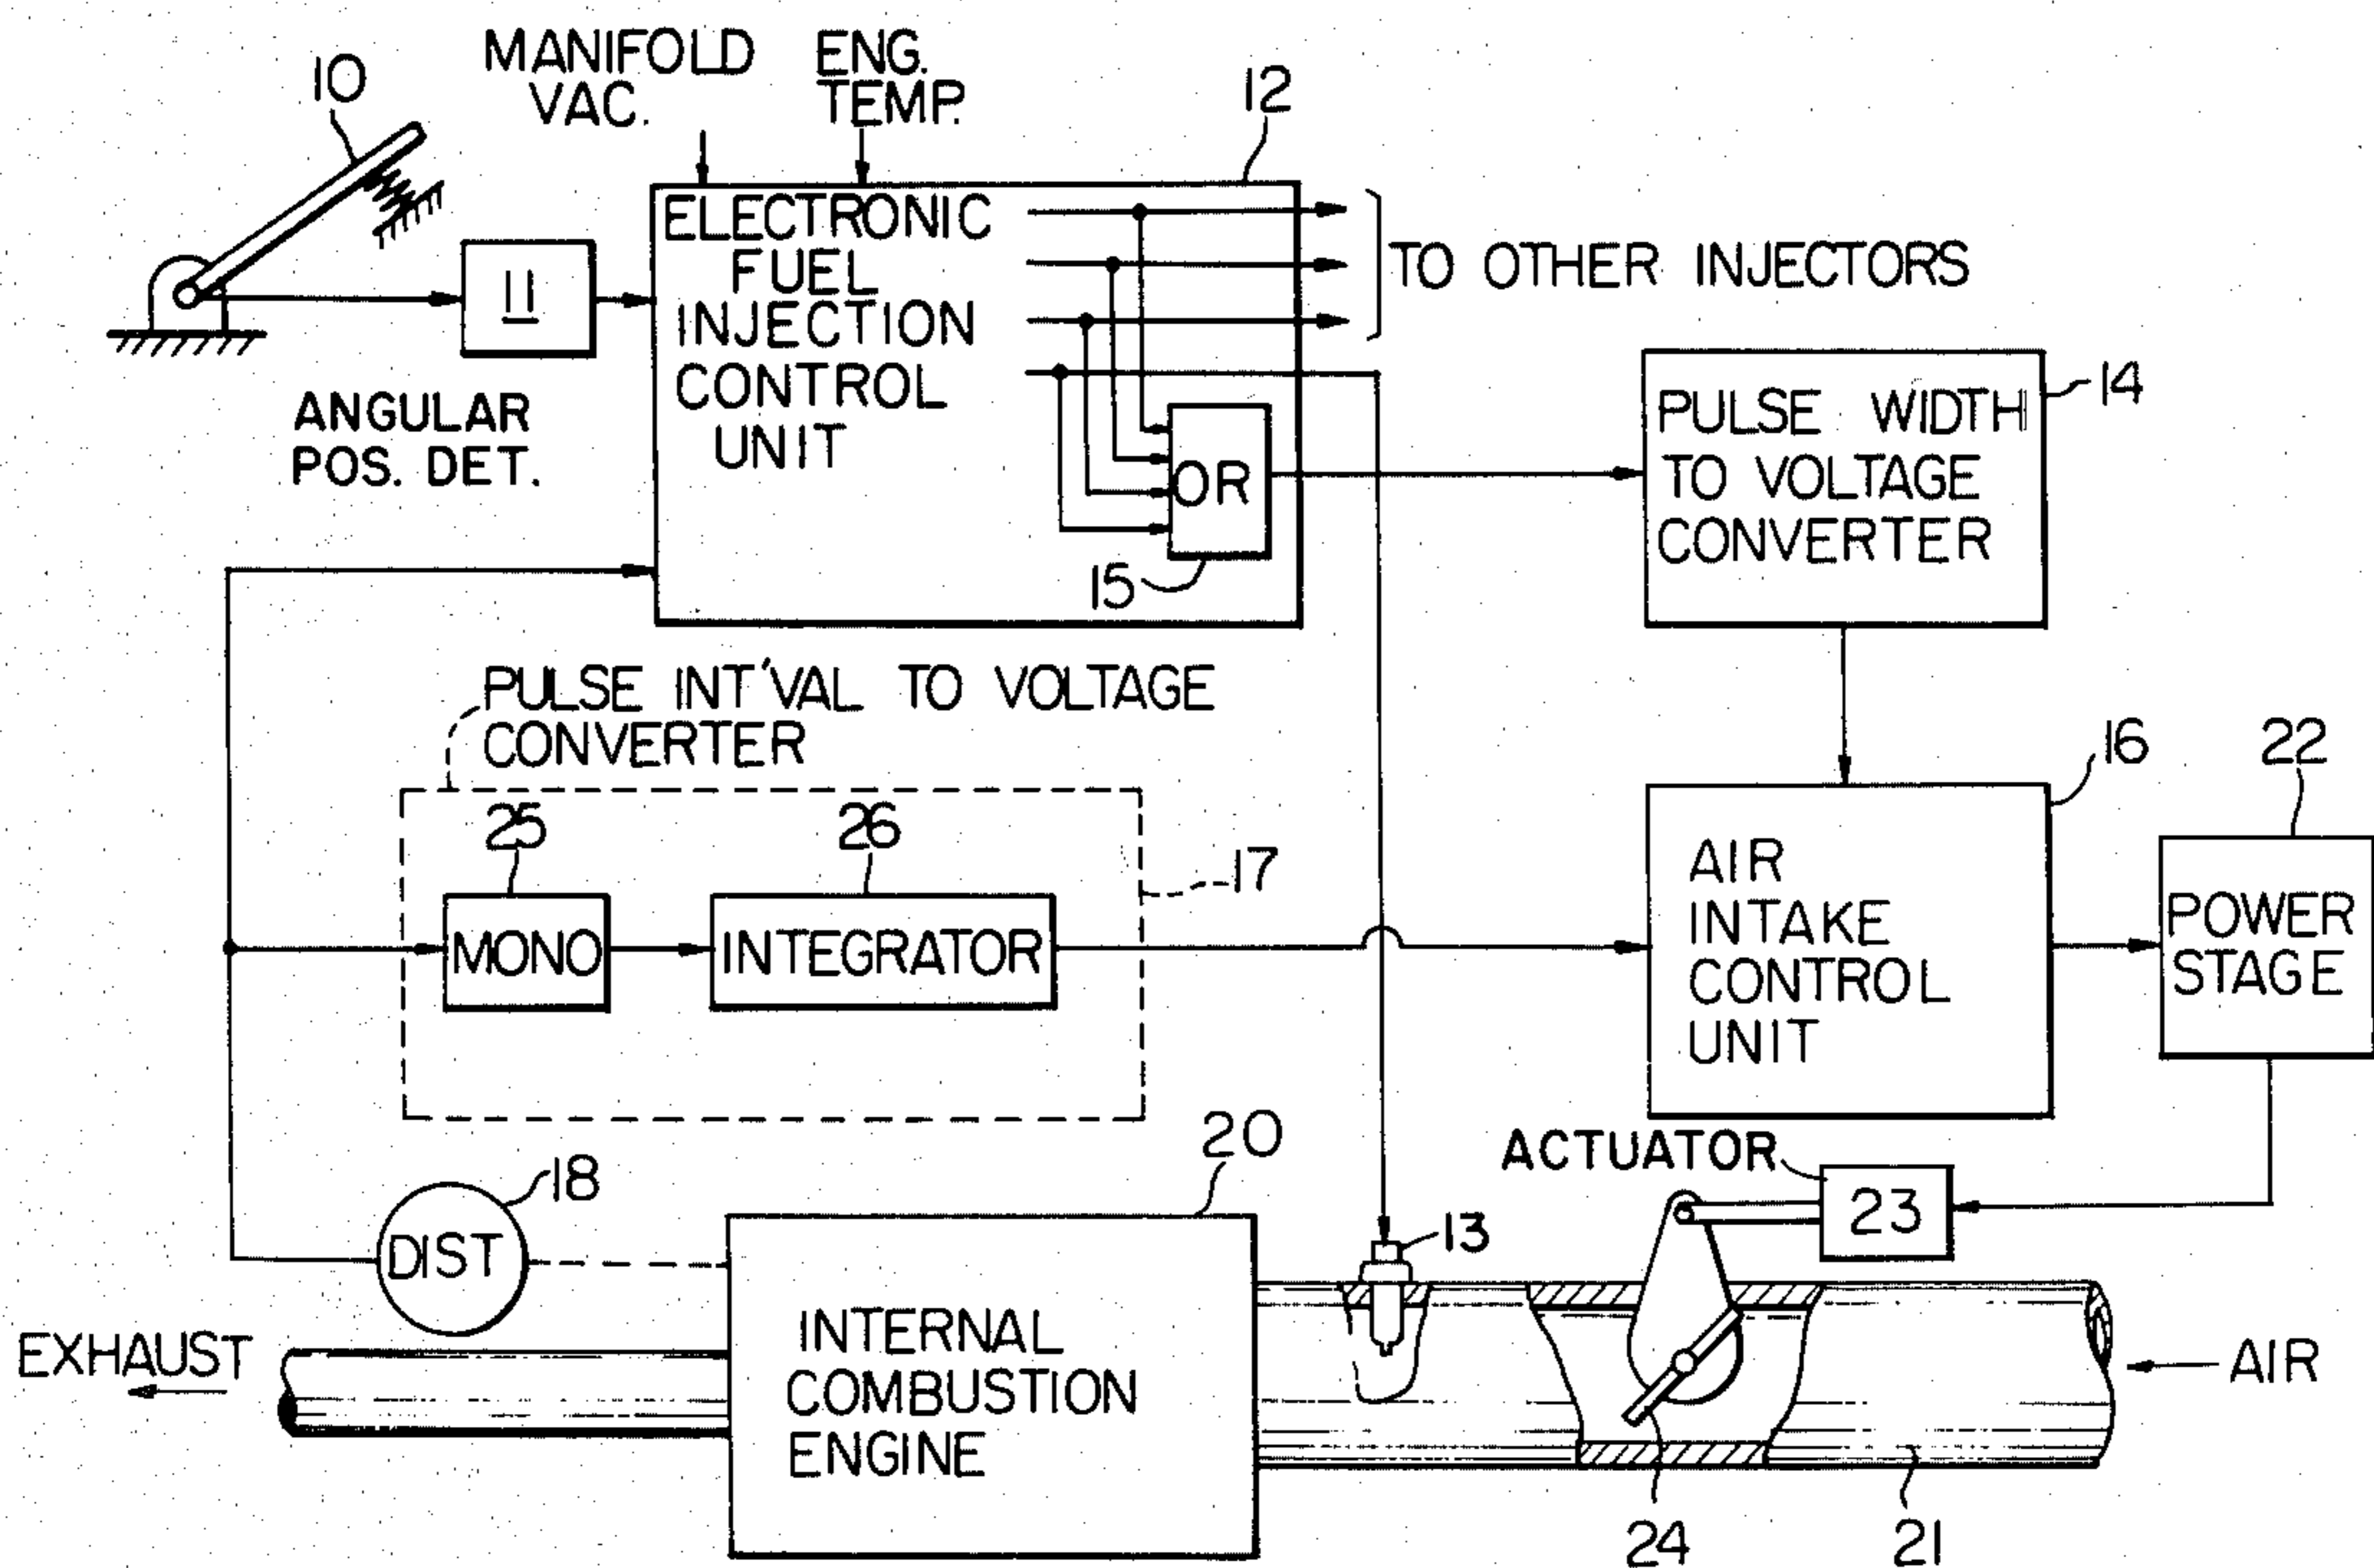 10
MANIFOLD
VAC.
ENG.
TEMP.
12
11
ANGULAR
POS. DET.
ELECTRONIC
FUEL
INJECTION
CONTROL
UNIT
TO OTHER INJECTORS
OR
15
PULSE WIDTH
TO VOLTAGE
CONVERTER
14
PULSE INT'VAL TO VOLTAGE
CONVERTER
25
26
17
MONO
INTEGRATOR
AIR
INTAKE
CONTROL
UNIT
16
22
POWER
STAGE
18
DIST
20
ACTUATOR
23
13
EXHAUST
INTERNAL
COMBUSTION
ENGINE
AIR
24
21